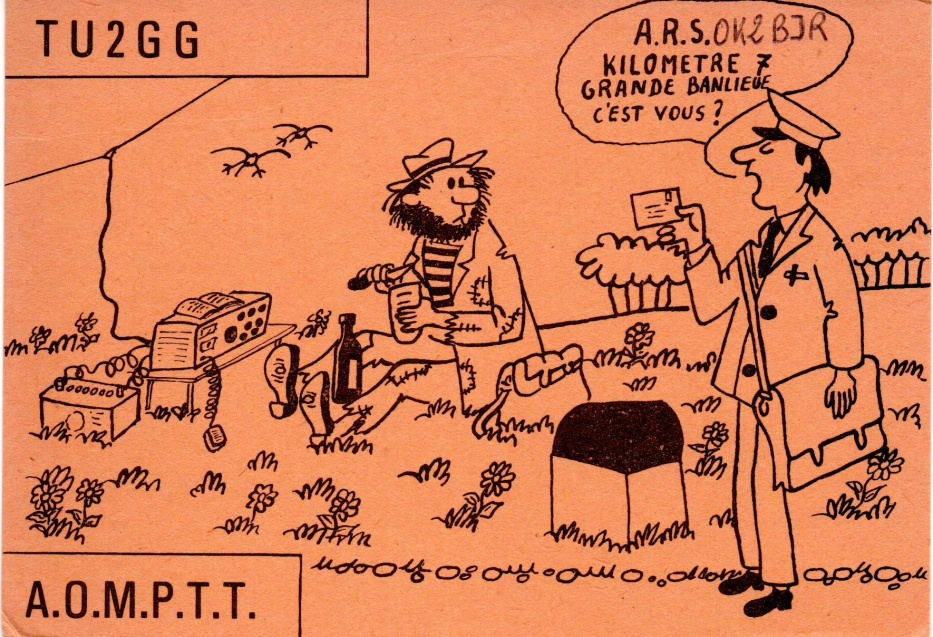 TU2GG
A.R.S. OK2BJR
KILOMETRE 7
GRANDE BANLIEUE
C'EST VOUS ?
A.O.M.P.T.T.